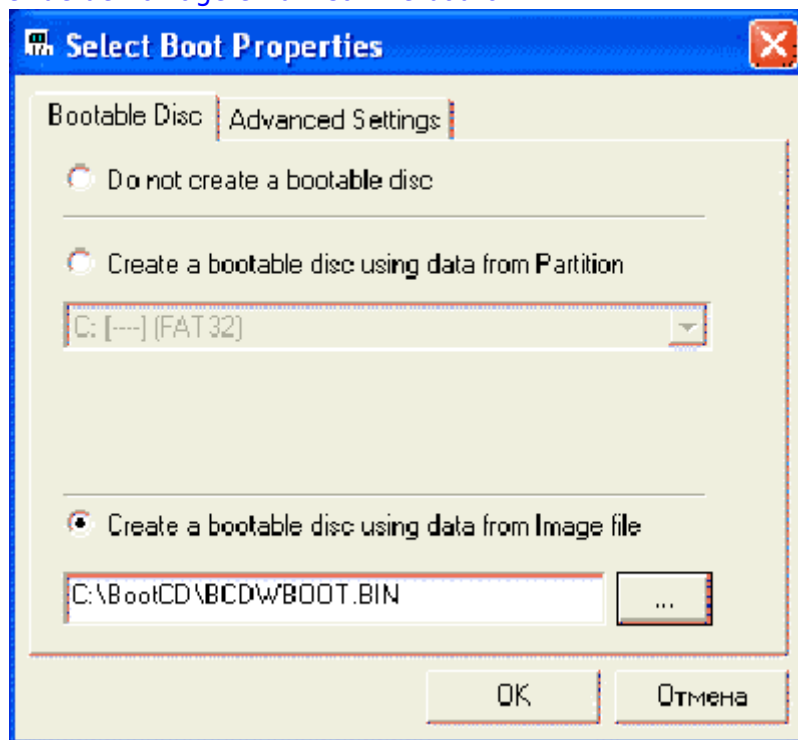 Select Boot Properties
Bootable Disc Advanced Settings
Do not create a bootable disc
Create a bootable disc using data from Partition
C: [----] (FAT32)
Create a bootable disc using data from Image file
C:\BootCD\BCDWBOOT.BIN ...
OK Отмена